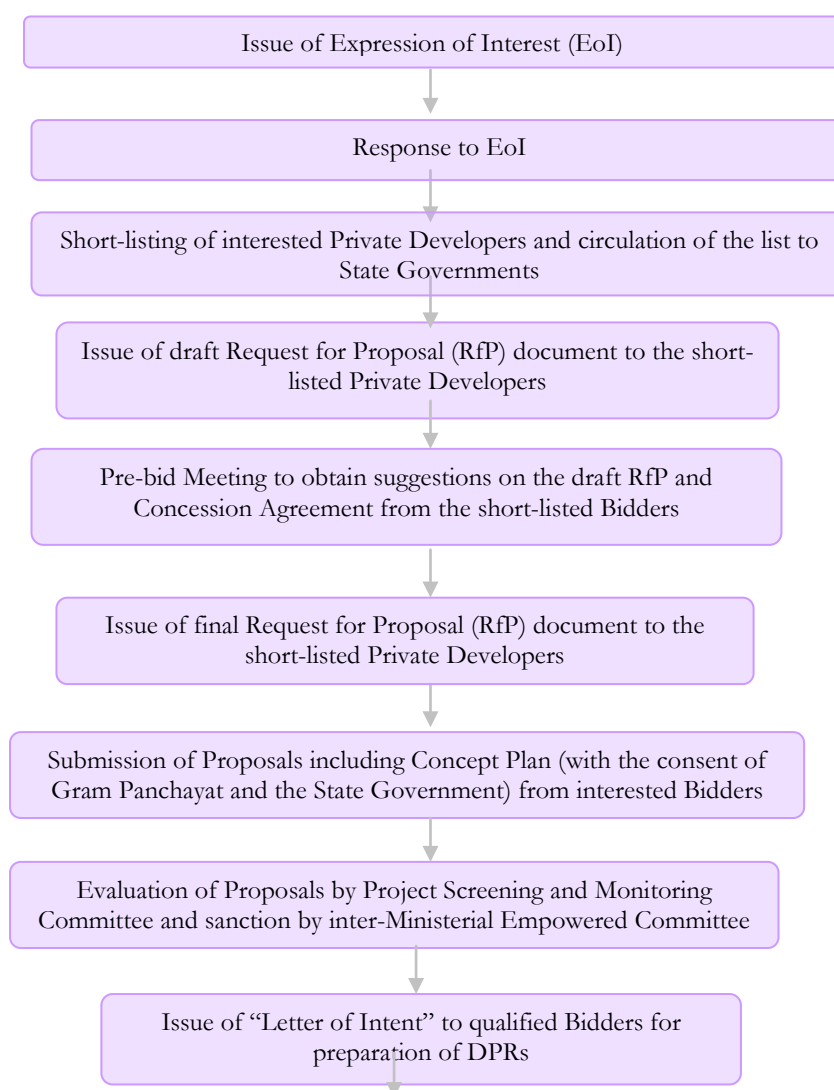 Issue of Expression of Interest (EoI)
Response to EoI
Short-listing of interested Private Developers and circulation of the list to
State Governments
Issue of draft Request for Proposal (RfP) document to the short-
listed Private Developers
Pre-bid Meeting to obtain suggestions on the draft RfP and
Concession Agreement from the short-listed Bidders
Issue of final Request for Proposal (RfP) document to the
short-listed Private Developers
Submission of Proposals including Concept Plan (with the consent of
Gram Panchayat and the State Government) from interested Bidders
Evaluation of Proposals by Project Screening and Monitoring
Committee and sanction by inter-Ministerial Empowered Committee
Issue of “Letter of Intent” to qualified Bidders for
preparation of DPRs